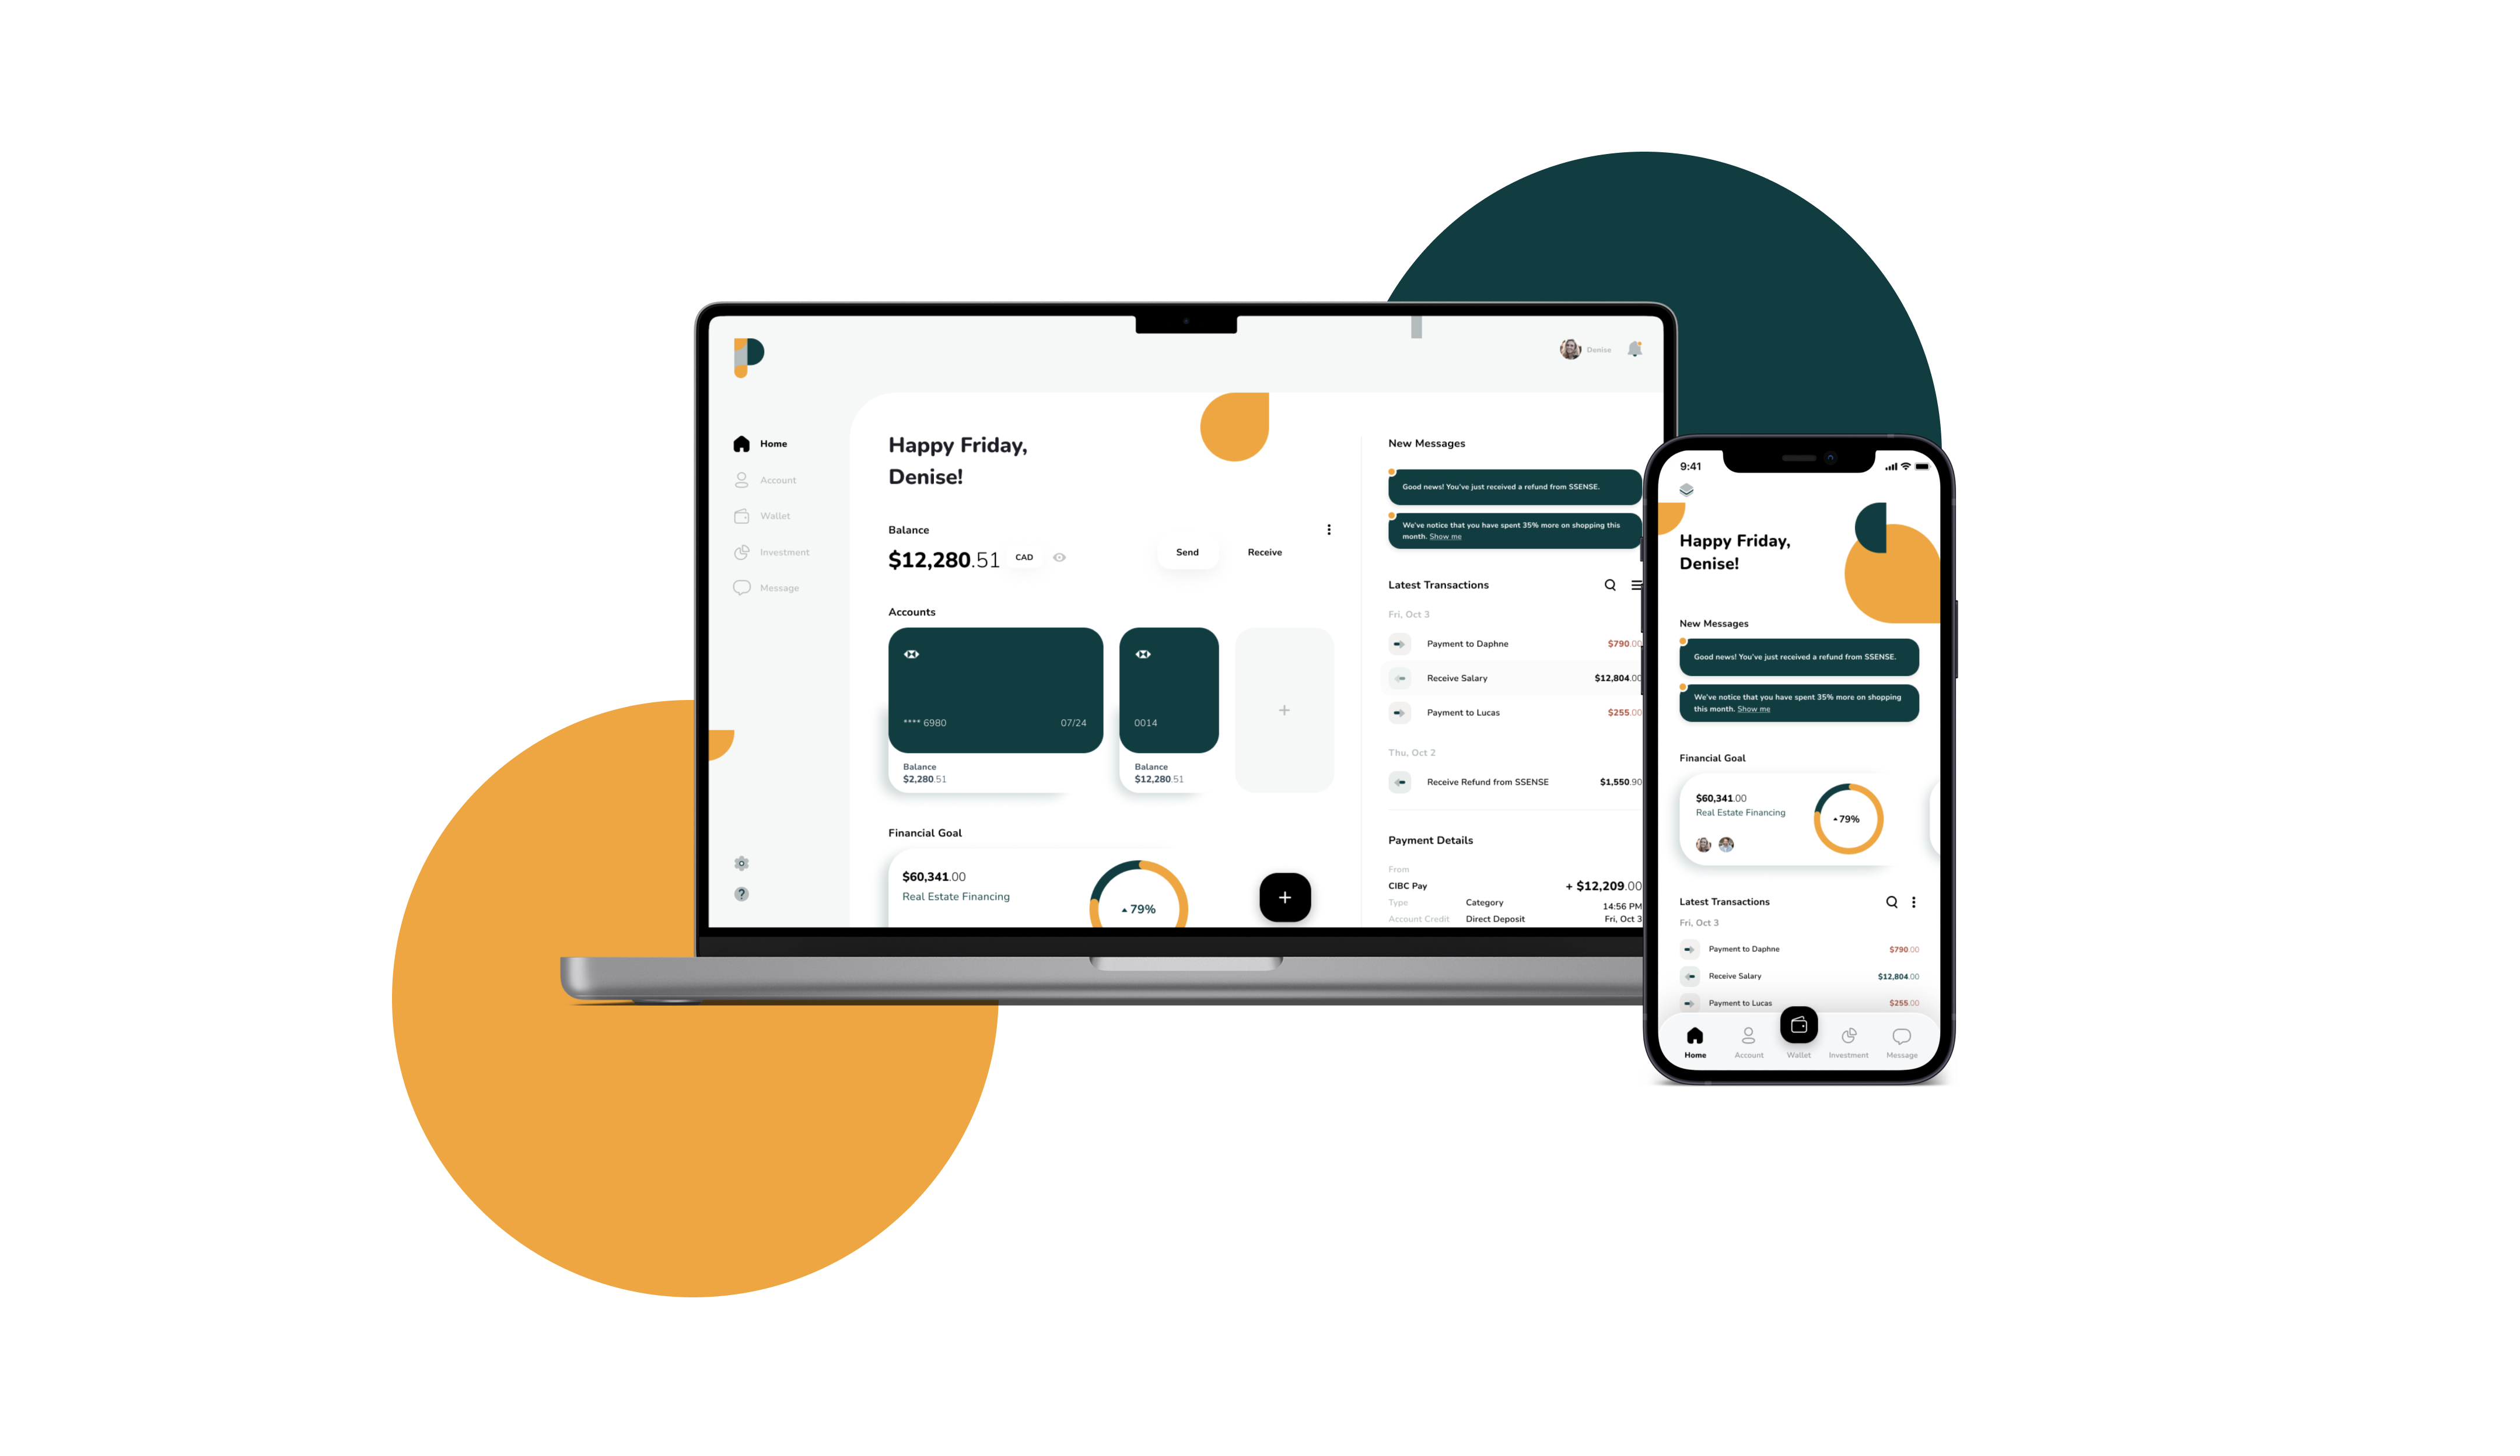 Denise
Home
Account
Wallet
Investment
Message
Happy Friday,
Denise!
Balance
$12,280.51 CAD
Send
Receive
Accounts
**** 6980
07/24
Balance
$2,280.51
0014
Balance
$12,280.51
+
Financial Goal
$60,341.00
Real Estate Financing
79%
+
?
New Messages
Good news! You've just received a refund from SSENSE.
We've notice that you have spent 35% more on shopping this
month. Show me
Latest Transactions
Fri, Oct 3
Payment to Daphne $790.00
Receive Salary $12,804.00
Payment to Lucas $255.00
Thu, Oct 2
Receive Refund from SSENSE $1,550.90
Payment Details
From
CIBC Pay + $12,209.00
Type Category 14:56 PM
Account Credit Direct Deposit Fri, Oct 3
9:41
Happy Friday,
Denise!
New Messages
Good news! You've just received a refund from SSENSE.
We've notice that you have spent 35% more on shopping
this month. Show me
Financial Goal
$60,341.00
Real Estate Financing
79%
Latest Transactions
Fri, Oct 3
Payment to Daphne $790.00
Receive Salary $12,804.00
Payment to Lucas $255.00
Home
Account
Wallet
Investment
Message